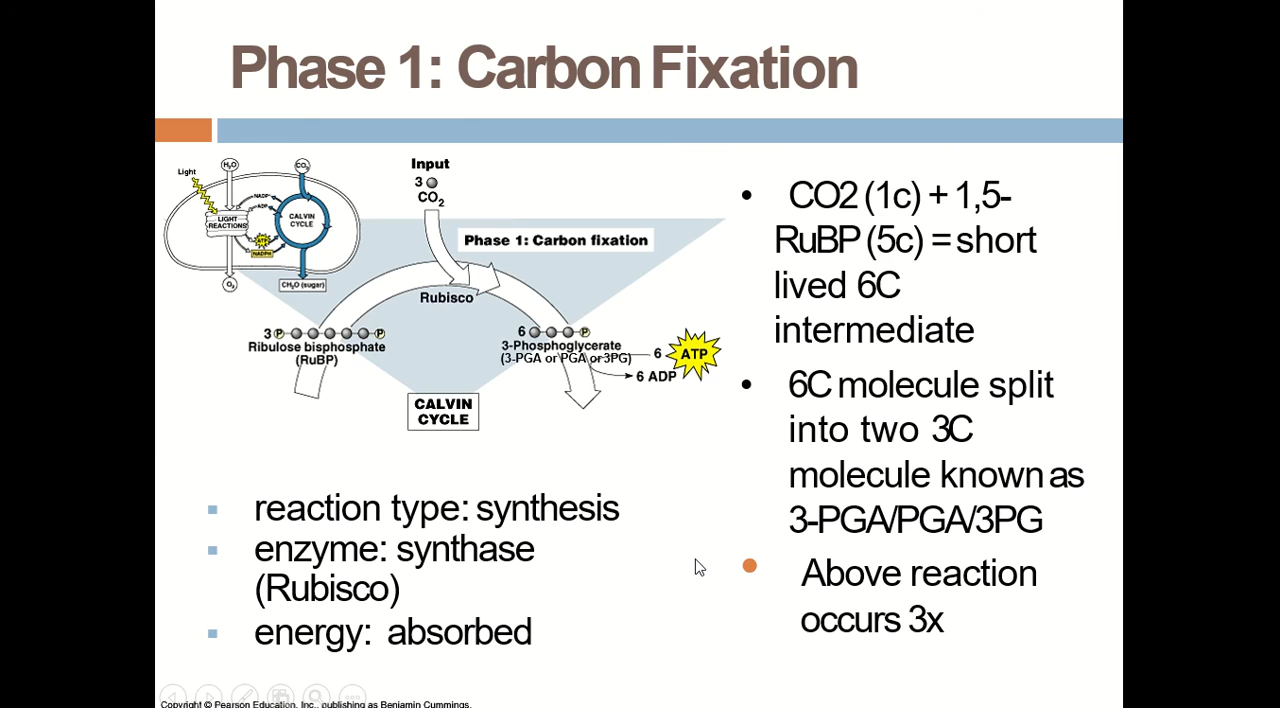 Phase 1: Carbon Fixation
Light
H₂O
CO₂
NADP⁺
ADP
LIGHT
REACTIONS
CALVIN
CYCLE
ATP
NADPH
O₂
CH₂O (sugar)
Input
3
CO₂
Phase 1: Carbon fixation
Rubisco
3 P P
Ribulose bisphosphate
(RuBP)
6 P
3-Phosphoglycerate
(3-PGA or PGA or 3PG)
6 ATP
6 ADP
CALVIN
CYCLE
▪ reaction type: synthesis
▪ enzyme: synthase
(Rubisco)
▪ energy: absorbed
• CO2 (1c) + 1,5-
RuBP (5c) = short
lived 6C
intermediate
• 6C molecule split
into two 3C
molecule known as
3-PGA/PGA/3PG
• Above reaction
occurs 3x
Copyright © Pearson Education, Inc., publishing as Benjamin Cummings.